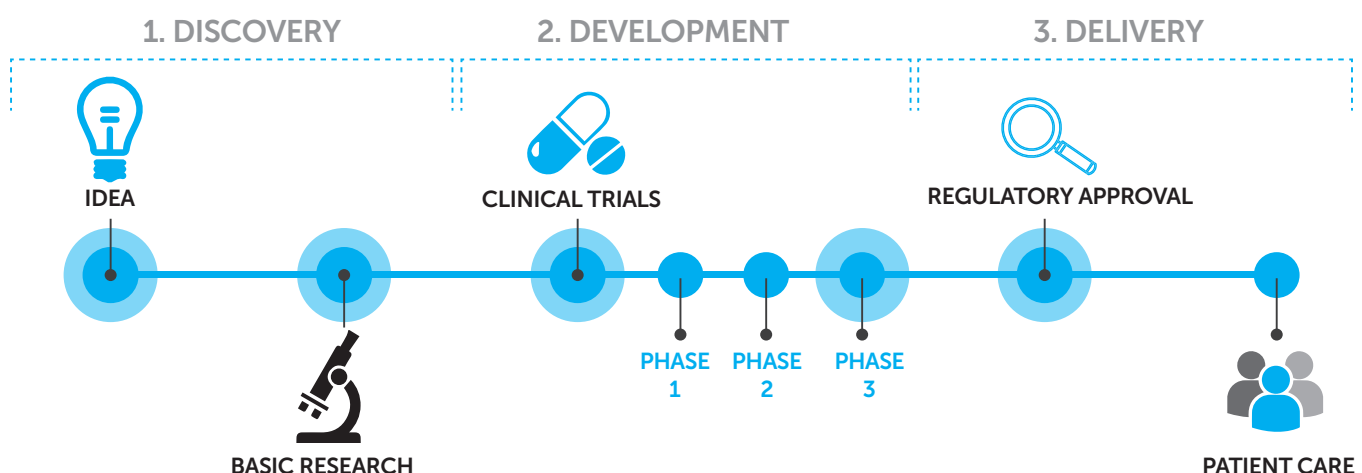 1. DISCOVERY
2. DEVELOPMENT
3. DELIVERY
IDEA
CLINICAL TRIALS
REGULATORY APPROVAL
PHASE
1
PHASE
2
PHASE
3
BASIC RESEARCH
PATIENT CARE